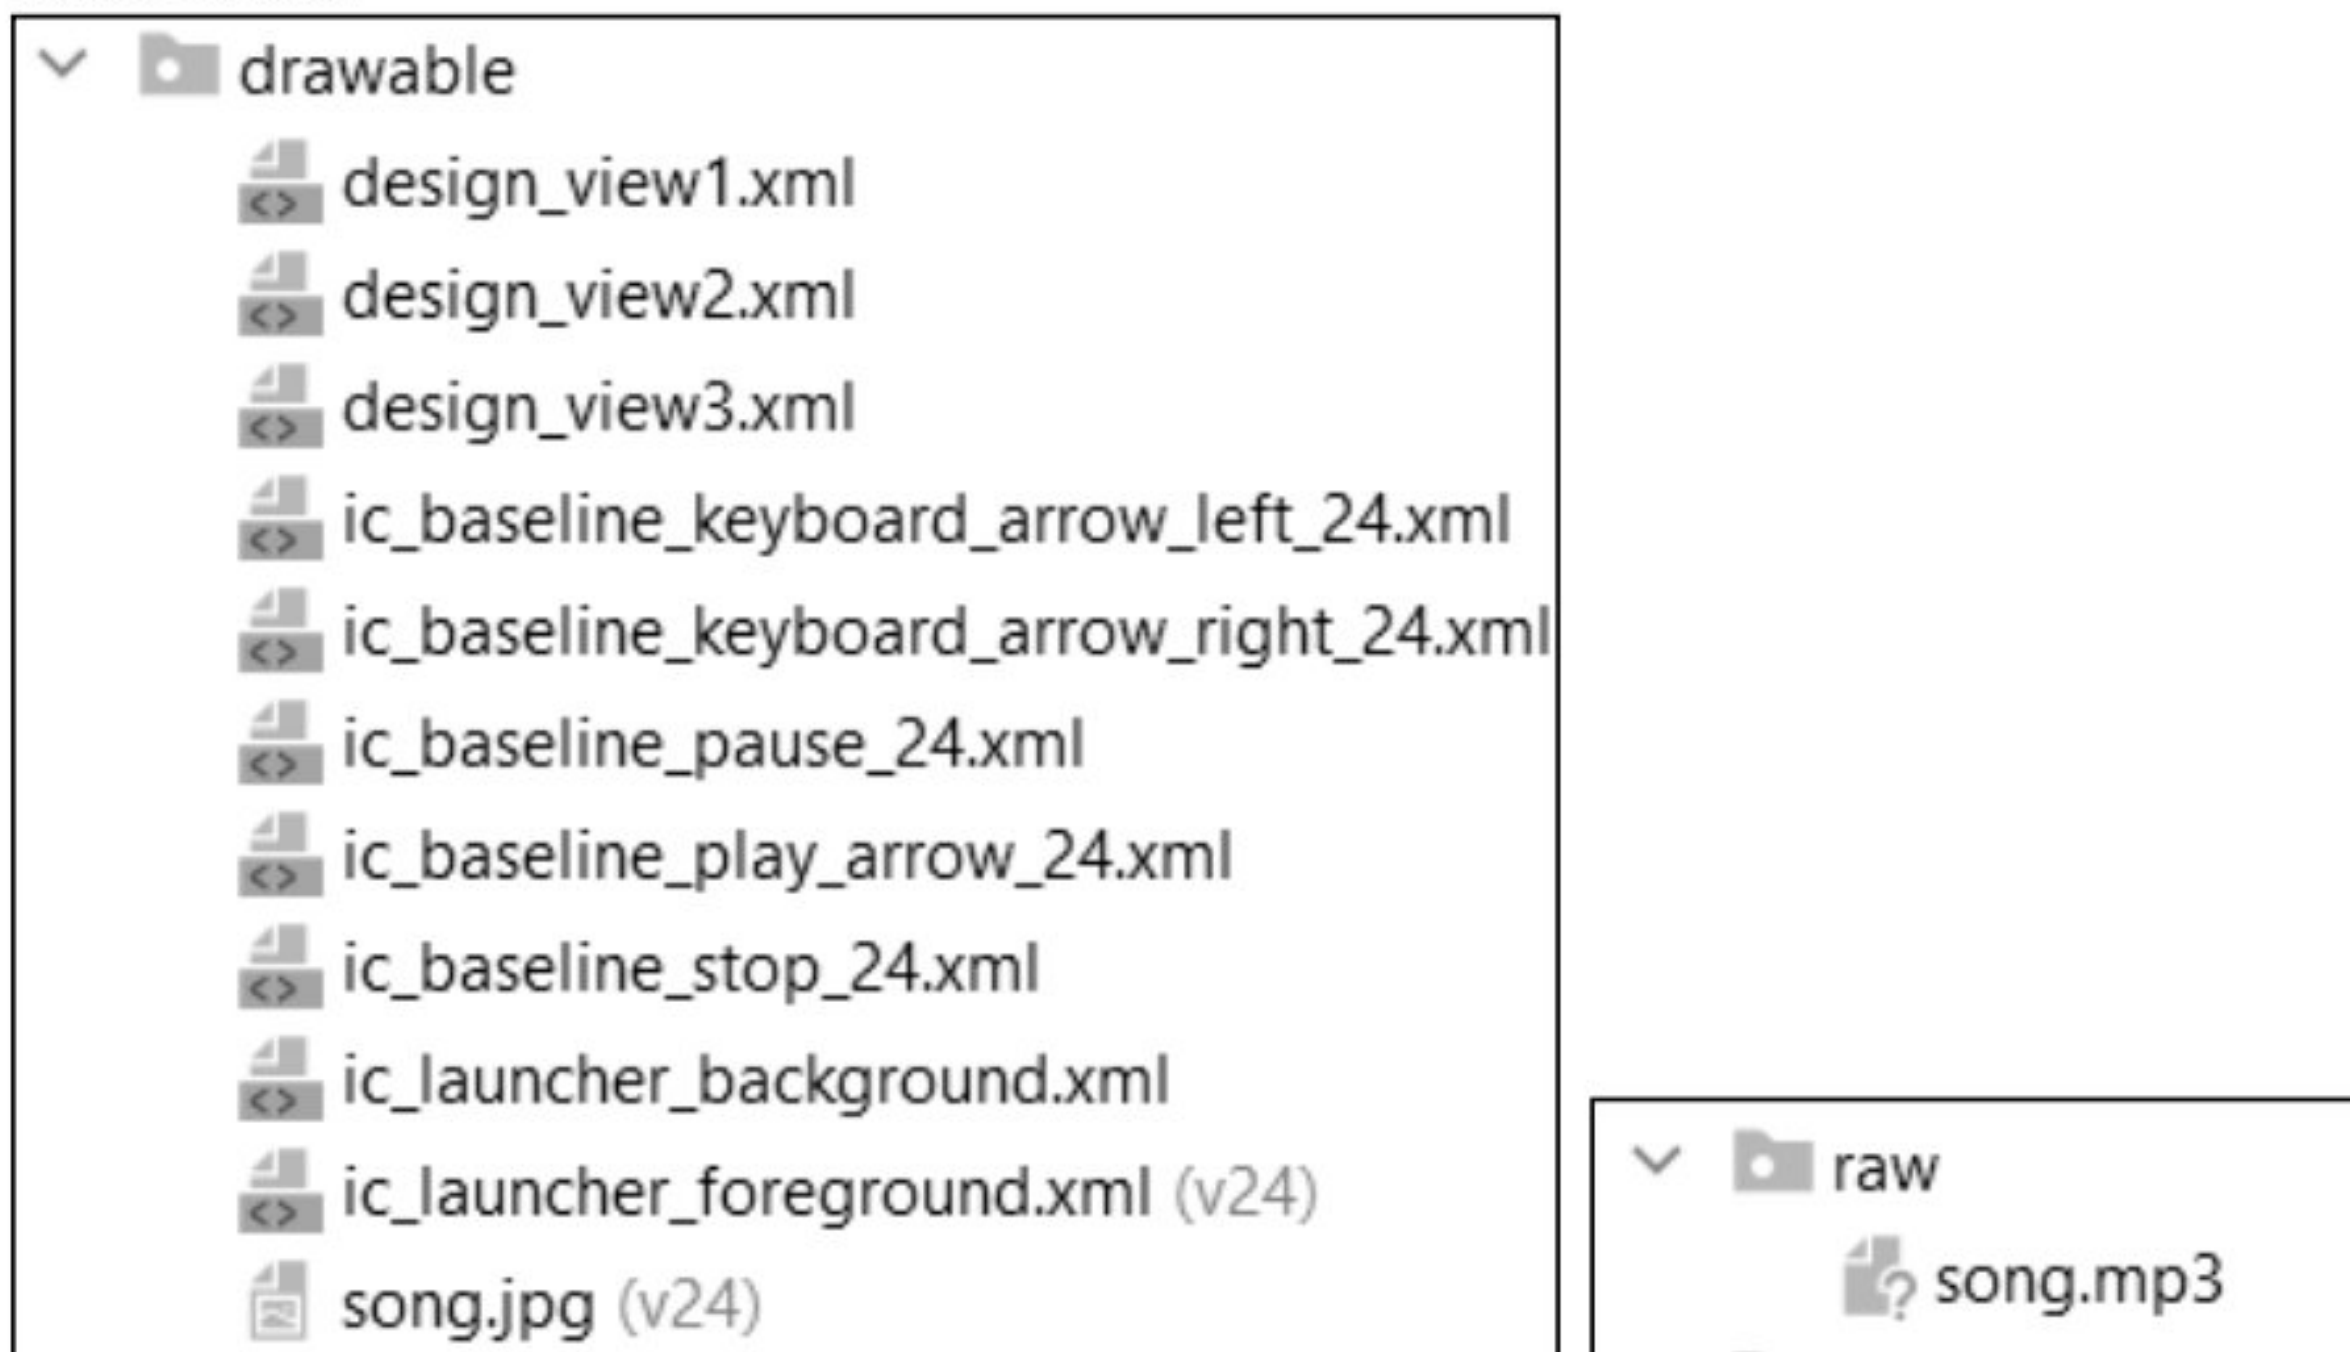 drawable
design_view1.xml
design_view2.xml
design_view3.xml
ic_baseline_keyboard_arrow_left_24.xml
ic_baseline_keyboard_arrow_right_24.xml
ic_baseline_pause_24.xml
ic_baseline_play_arrow_24.xml
ic_baseline_stop_24.xml
ic_launcher_background.xml
ic_launcher_foreground.xml (v24)
song.jpg (v24)
raw
song.mp3